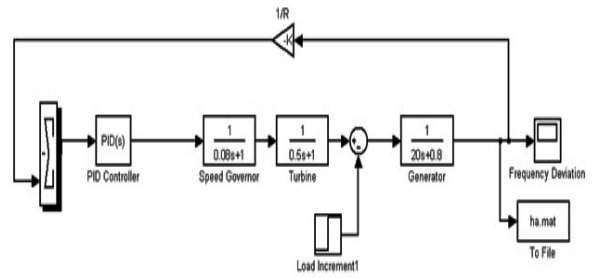 1/R
-K
PID(s)
PID Controller
1
0.08s+1
Speed Governor
1
0.5s+1
Turbine
1
20s+0.8
Generator
Frequency Deviation
ha.mat
To File
Load Increment1